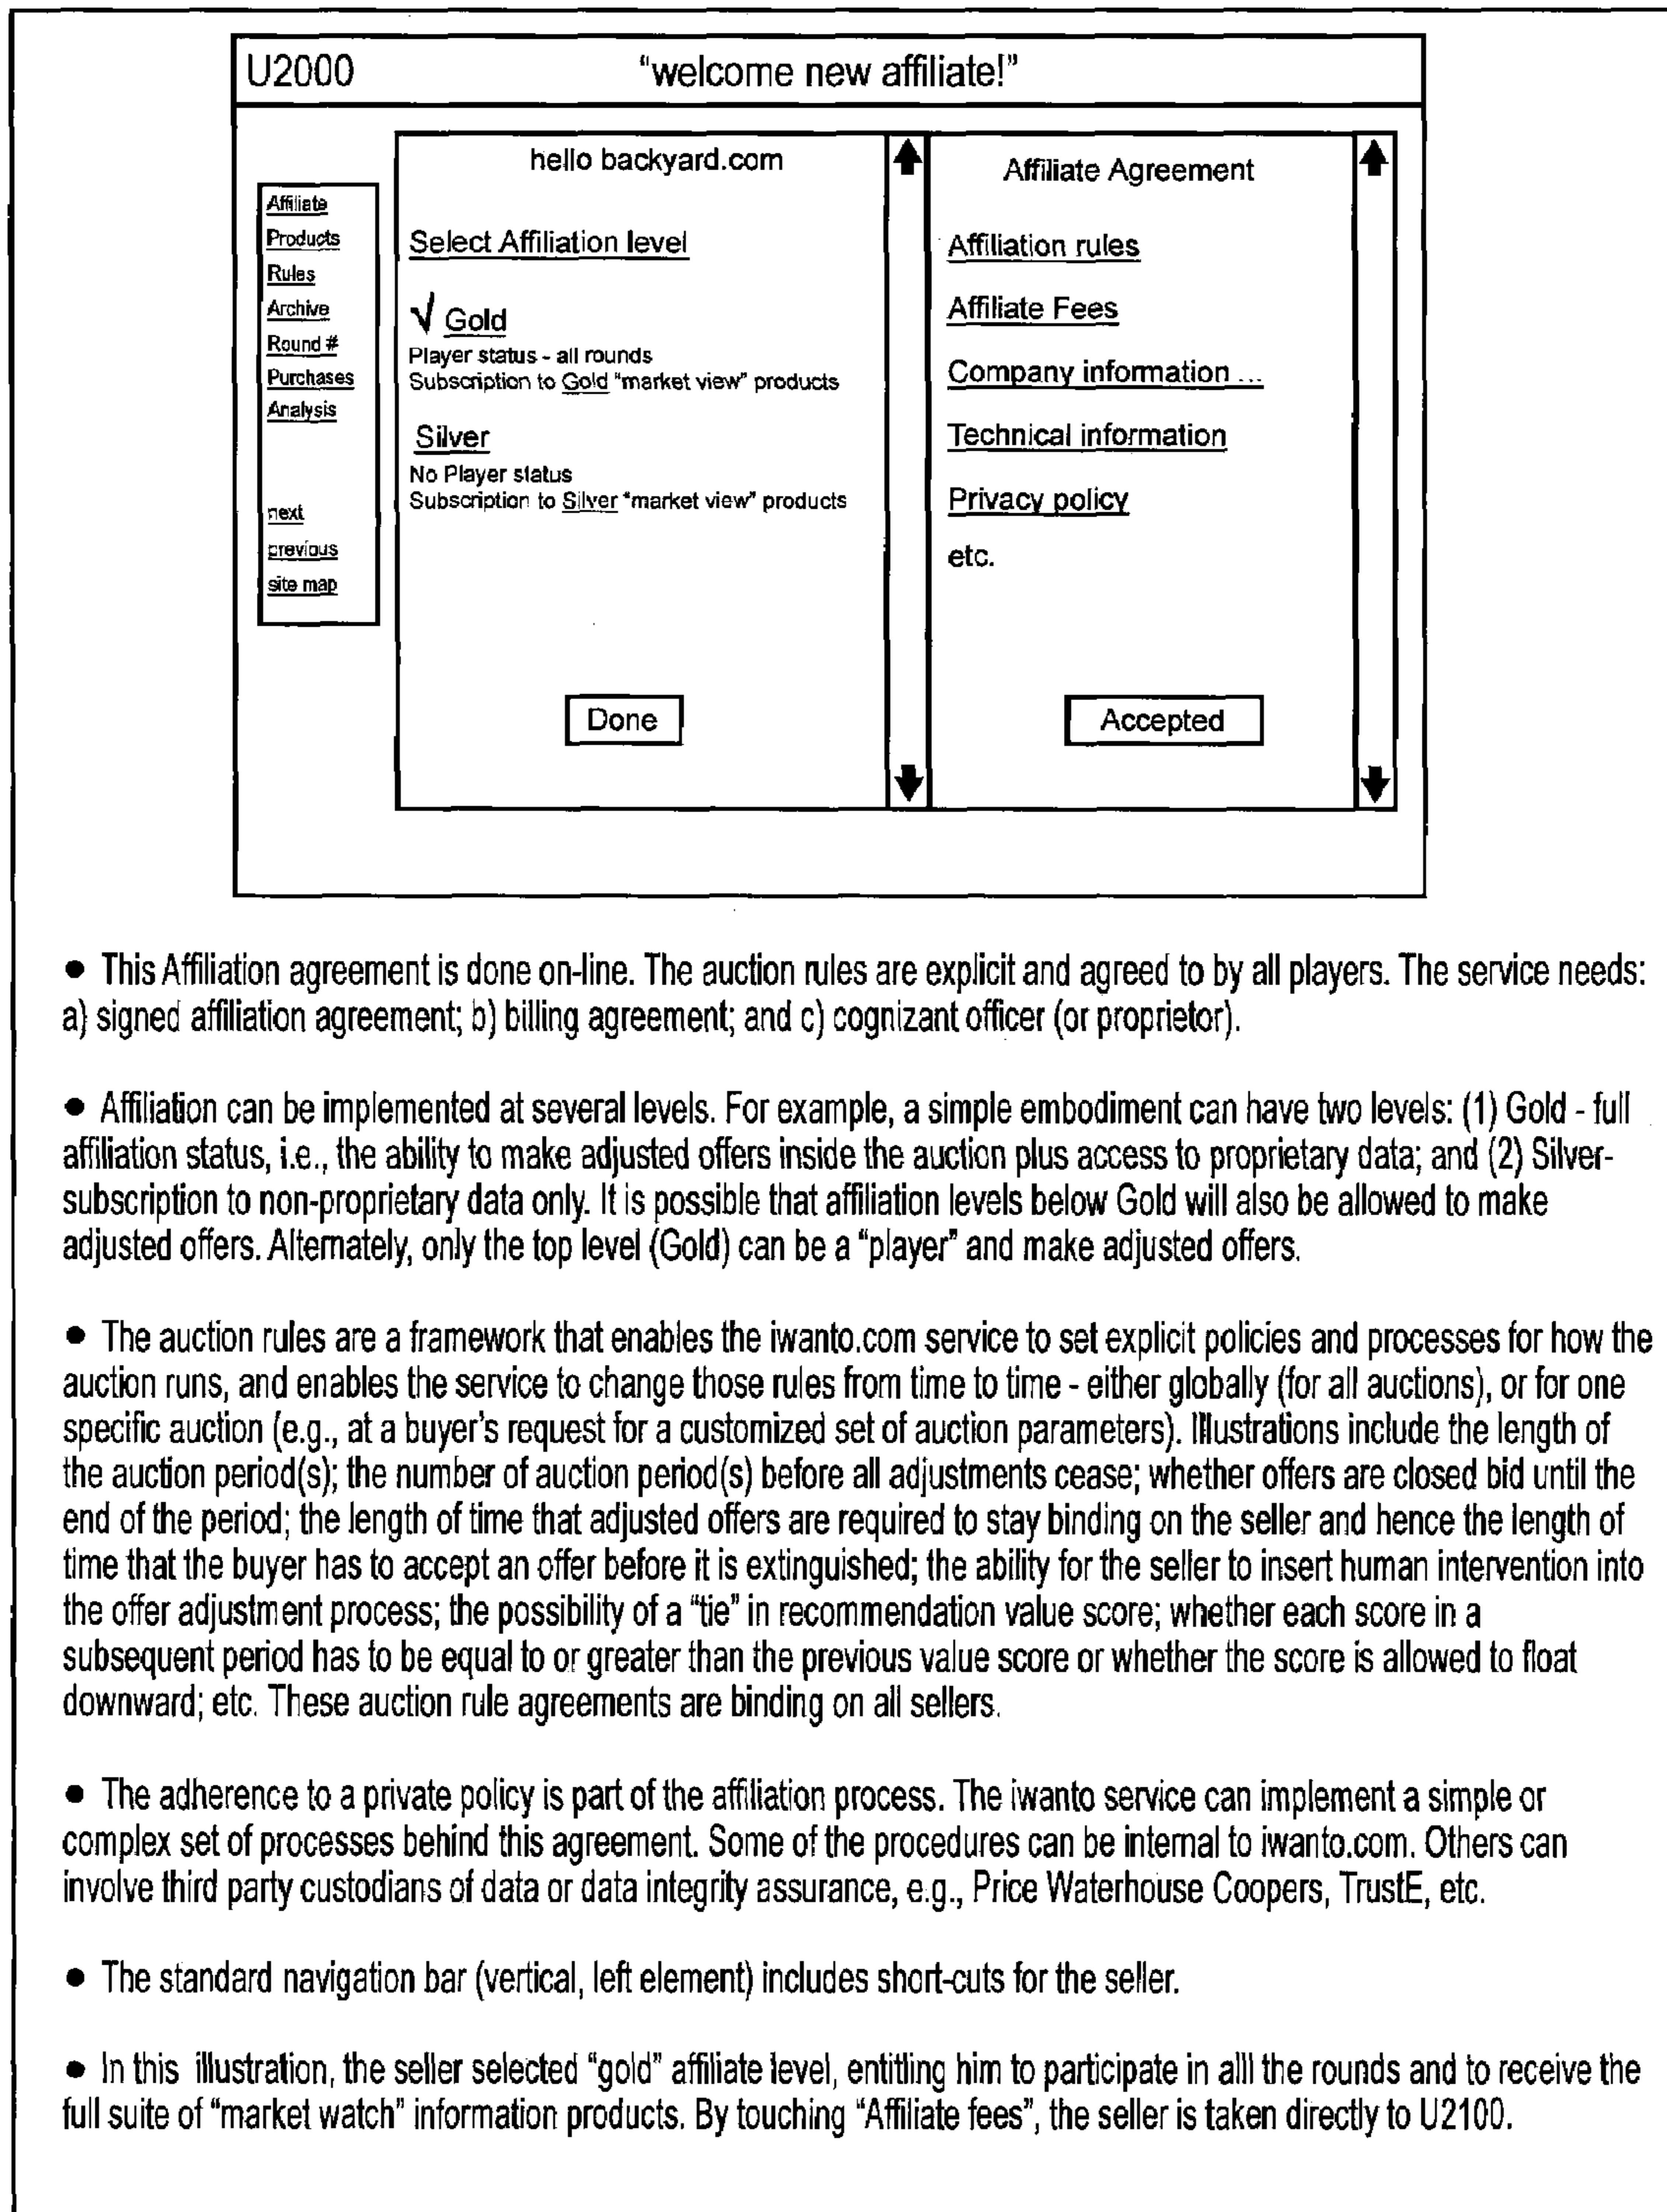 U2000 “welcome new affiliate!”
Affiliate
Products
Rules
Archive
Round #
Purchases
Analysis
next
previous
site map
hello backyard.com
Select Affiliation level
√ Gold
Player status - all rounds
Subscription to Gold “market view” products
Silver
No Player status
Subscription to Silver “market view” products
Done
Affiliate Agreement
Affiliation rules
Affiliate Fees
Company information ...
Technical information
Privacy policy
etc.
Accepted
• This Affiliation agreement is done on-line. The auction rules are explicit and agreed to by all players. The service needs:
a) signed affiliation agreement; b) billing agreement; and c) cognizant officer (or proprietor).
• Affiliation can be implemented at several levels. For example, a simple embodiment can have two levels: (1) Gold - full
affiliation status, i.e., the ability to make adjusted offers inside the auction plus access to proprietary data; and (2) Silver-
subscription to non-proprietary data only. It is possible that affiliation levels below Gold will also be allowed to make
adjusted offers. Alternately, only the top level (Gold) can be a “player” and make adjusted offers.
• The auction rules are a framework that enables the iwanto.com service to set explicit policies and processes for how the
auction runs, and enables the service to change those rules from time to time - either globally (for all auctions), or for one
specific auction (e.g., at a buyer's request for a customized set of auction parameters). Illustrations include the length of
the auction period(s); the number of auction period(s) before all adjustments cease; whether offers are closed bid until the
end of the period; the length of time that adjusted offers are required to stay binding on the seller and hence the length of
time that the buyer has to accept an offer before it is extinguished; the ability for the seller to insert human intervention into
the offer adjustment process; the possibility of a “tie” in recommendation value score; whether each score in a
subsequent period has to be equal to or greater than the previous value score or whether the score is allowed to float
downward; etc. These auction rule agreements are binding on all sellers.
• The adherence to a private policy is part of the affiliation process. The iwanto service can implement a simple or
complex set of processes behind this agreement. Some of the procedures can be internal to iwanto.com. Others can
involve third party custodians of data or data integrity assurance, e.g., Price Waterhouse Coopers, TrustE, etc.
• The standard navigation bar (vertical, left element) includes short-cuts for the seller.
• In this illustration, the seller selected “gold” affiliate level, entitling him to participate in alll the rounds and to receive the
full suite of “market watch” information products. By touching “Affiliate fees”, the seller is taken directly to U2100.